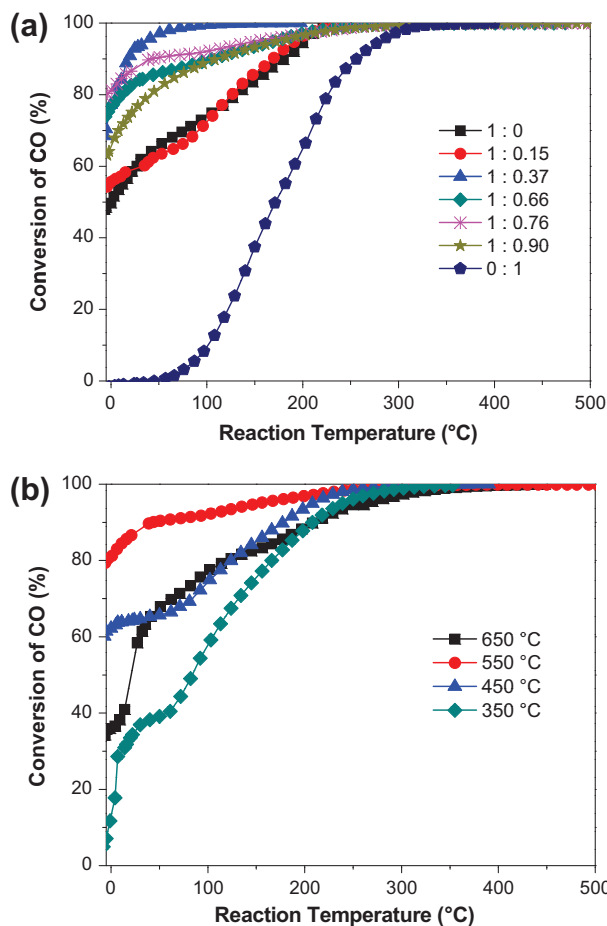 (a)
Conversion of CO (%)
100
80
60
40
20
0
1 : 0
1 : 0.15
1 : 0.37
1 : 0.66
1 : 0.76
1 : 0.90
0 : 1
0 100 200 300 400 500
Reaction Temperature (°C)
(b)
Conversion of CO (%)
100
80
60
40
20
0
650 °C
550 °C
450 °C
350 °C
0 100 200 300 400 500
Reaction Temperature (°C)